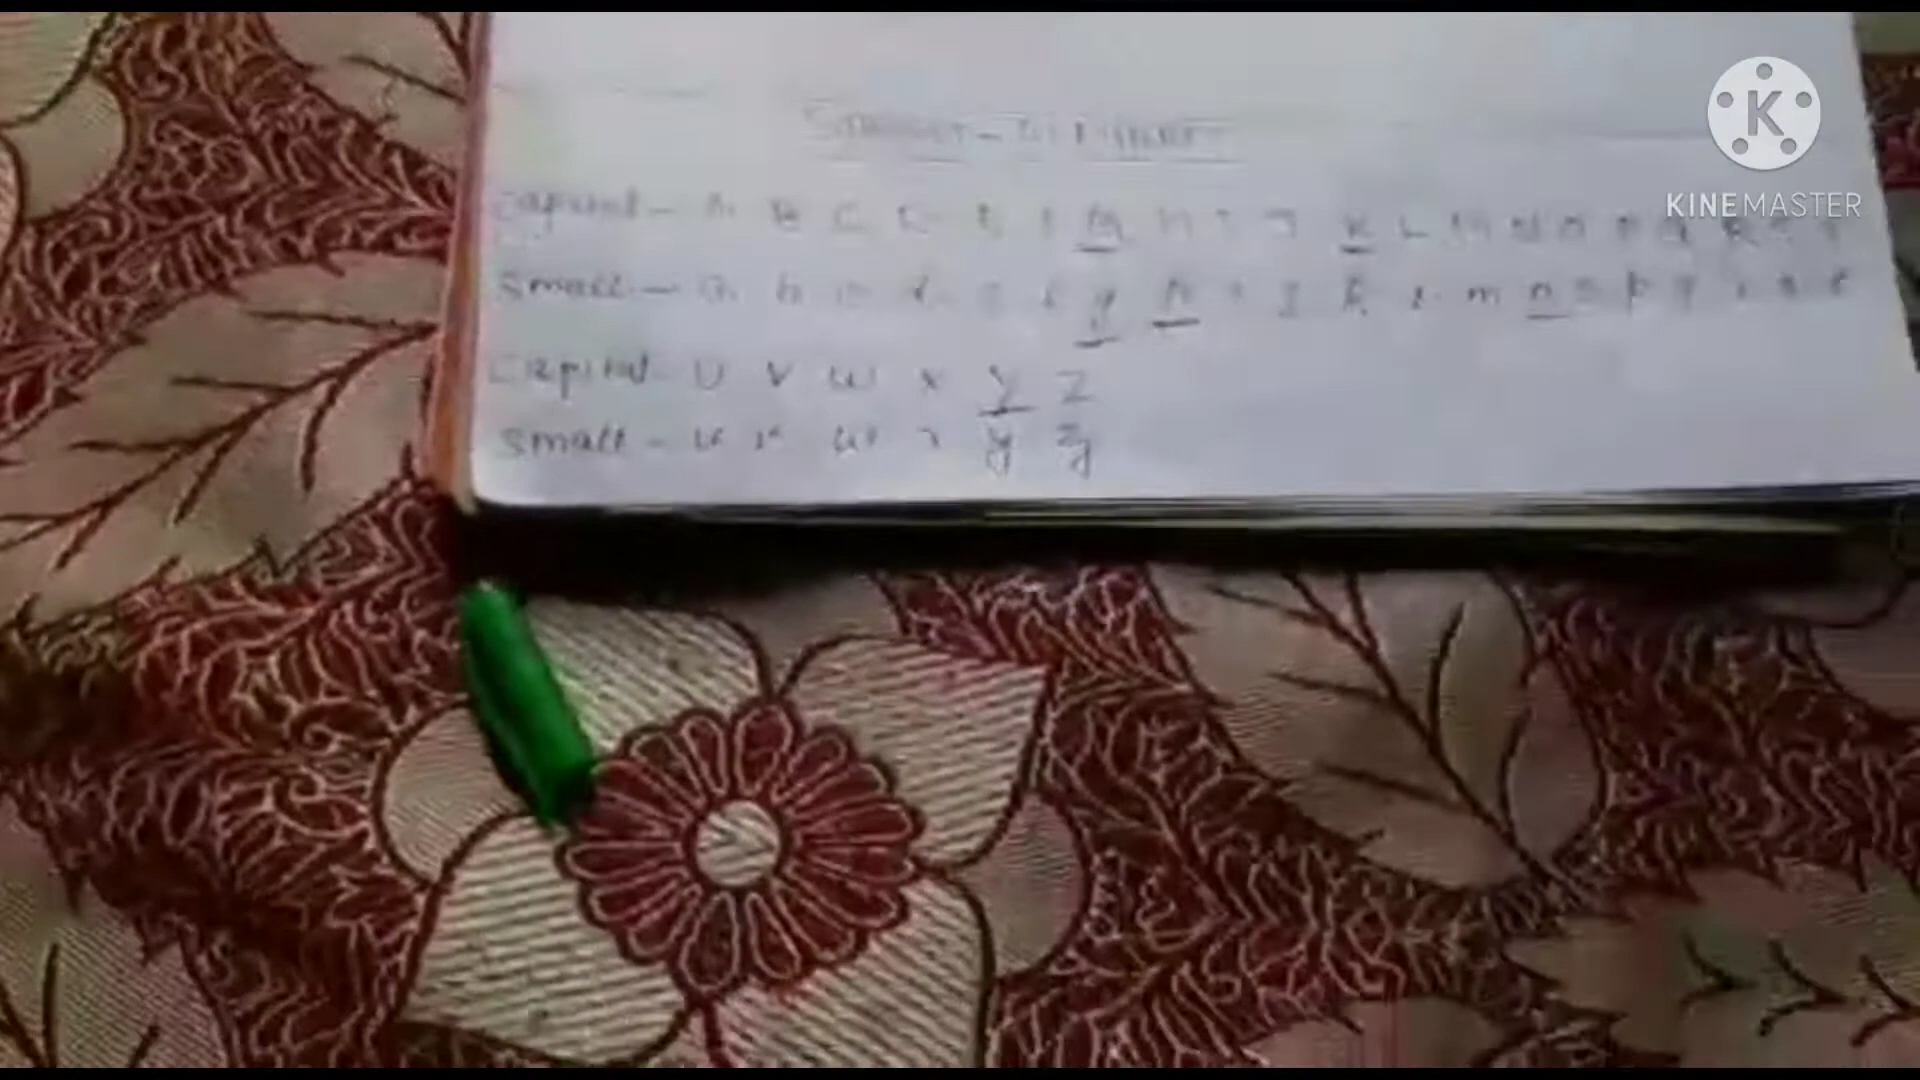 KINEMASTER
Capital - A B C D E F G H I J K L M N O P Q R S T
Small - a b c d e f g h i j k l m n o p q r s t
Capital - U V W X Y Z
Small - u v w x y z